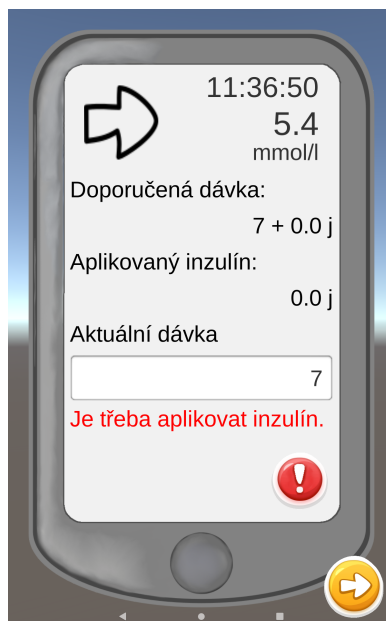 11:36:50
5.4
mmol/l
Doporučená dávka:
7 + 0.0 j
Aplikovaný inzulín:
0.0 j
Aktuální dávka
7
Je třeba aplikovat inzulín.